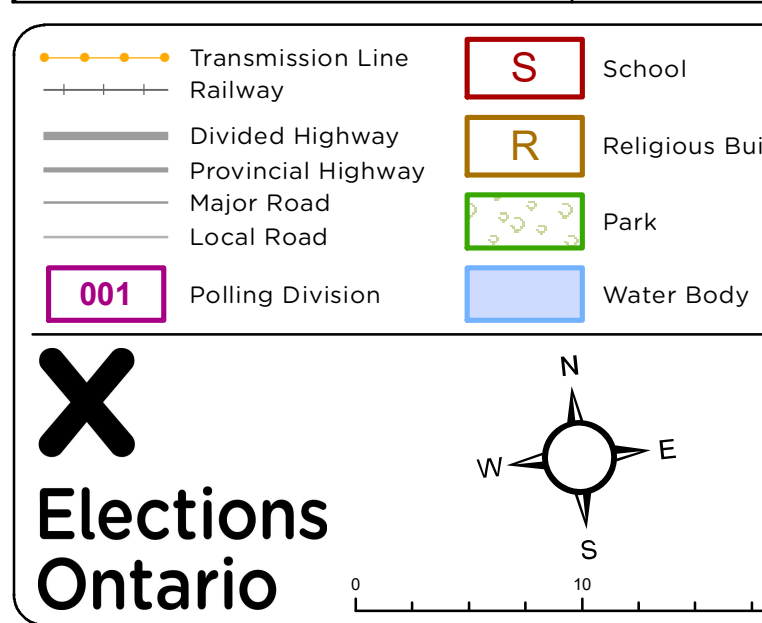 Transmission Line
Railway
Divided Highway
Provincial Highway
Major Road
Local Road
001 Polling Division
S School
R Religious Bui
Park
Water Body
Elections
Ontario
N
W E
S
0 10